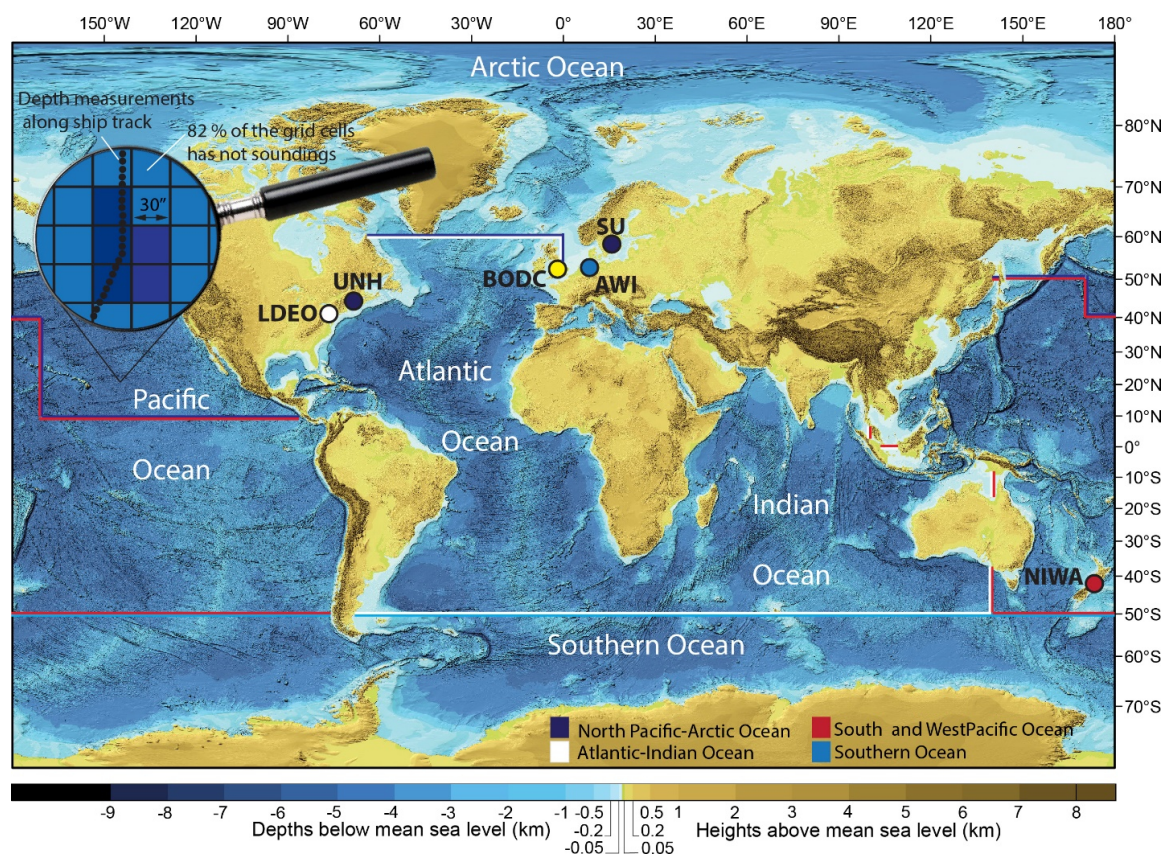 150°W 120°W 90°W 60°W 30°W 0° 30°E 60°E 90°E 120°E 150°E 180°
Arctic Ocean
Depth measurements
along ship track
82 % of the grid cells
has not soundings
30"
80°N
70°N
60°N
50°N
40°N
30°N
20°N
10°N
0°
10°S
20°S
30°S
40°S
50°S
60°S
70°S
SU
BODC
AWI
UNH
LDEO
Atlantic
Ocean
Pacific
Ocean
Indian
Ocean
NIWA
Southern Ocean
North Pacific-Arctic Ocean
South and WestPacific Ocean
Atlantic-Indian Ocean
Southern Ocean
-9 -8 -7 -6 -5 -4 -3 -2 -1 -0.5 0.5 1 2 3 4 5 6 7 8
-0.2 0.2
-0.05 0.05
Depths below mean sea level (km)
Heights above mean sea level (km)